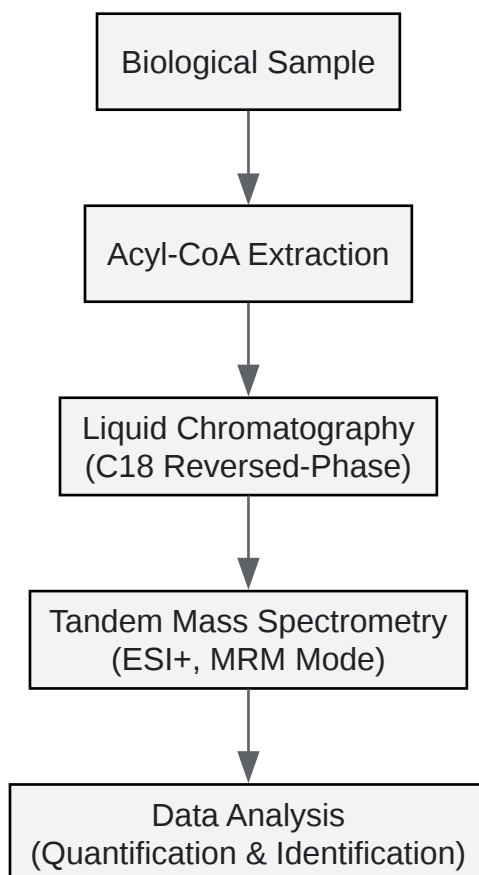 Biological Sample
Acyl-CoA Extraction
Liquid Chromatography
(C18 Reversed-Phase)
Tandem Mass Spectrometry
(ESI+, MRM Mode)
Data Analysis
(Quantification & Identification)